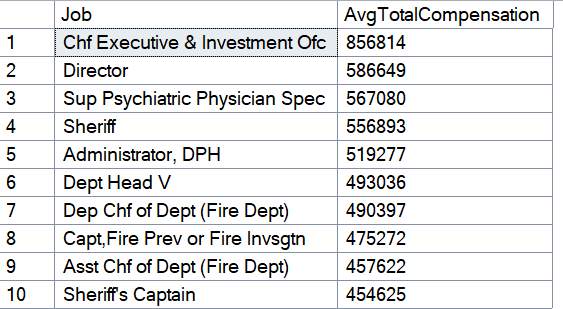 Job AvgTotalCompensation
1 Chf Executive & Investment Ofc 856814
2 Director 586649
3 Sup Psychiatric Physician Spec 567080
4 Sheriff 556893
5 Administrator, DPH 519277
6 Dept Head V 493036
7 Dep Chf of Dept (Fire Dept) 490397
8 Capt,Fire Prev or Fire Invsgtn 475272
9 Asst Chf of Dept (Fire Dept) 457622
10 Sheriff's Captain 454625